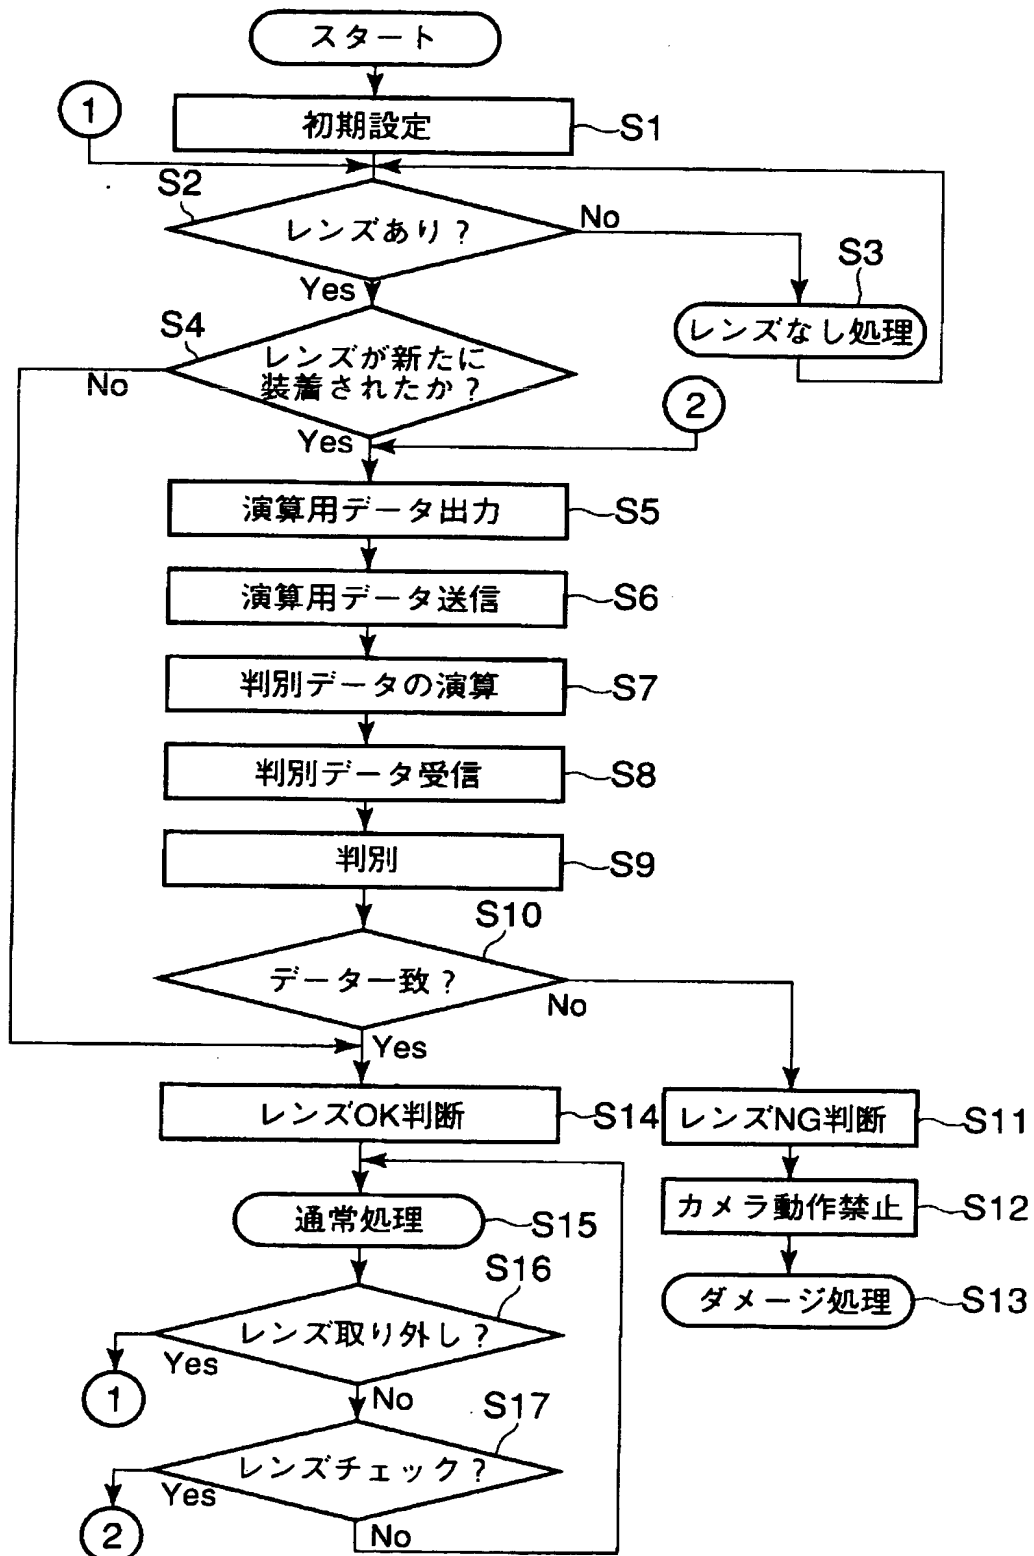 スタート
1
初期設定
S1
S2
レンズあり？
No
Yes
S3
レンズなし処理
S4
レンズが新たに
装着されたか？
No
Yes
2
演算用データ出力
S5
演算用データ送信
S6
判別データの演算
S7
判別データ受信
S8
判別
S9
S10
データ一致？
No
Yes
レンズOK判断
S14
レンズNG判断
S11
通常処理
S15
カメラ動作禁止
S12
S16
ダメージ処理
S13
レンズ取り外し？
Yes
1
No
S17
レンズチェック？
Yes
2
No